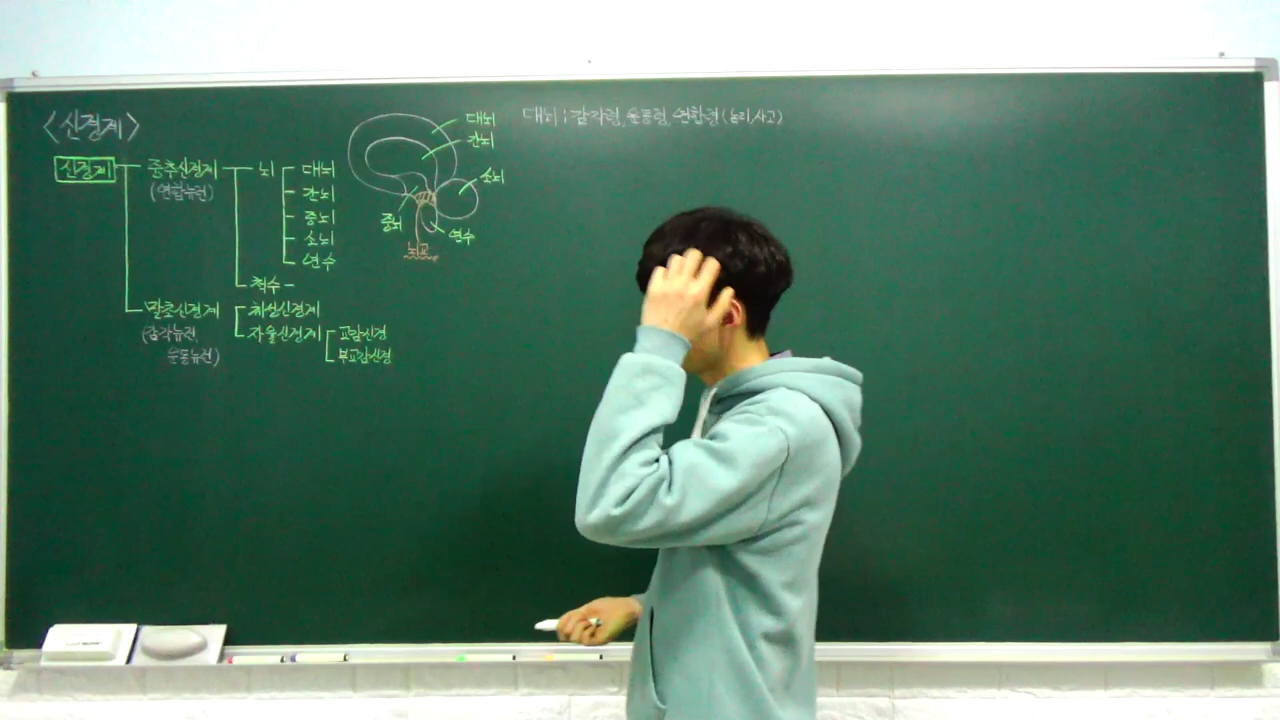 <신경계>
신경계 중추신경계 뇌 대뇌
(연합뉴런) 간뇌
중뇌
소뇌
연수
척수
말초신경계 체성신경계
(감각뉴런, 자율신경계 교감신경
운동뉴런) 부교감신경
대뇌
간뇌
소뇌
중뇌
연수
뇌교
대뇌 : 감각령, 운동령, 연합령 (논리, 사고)